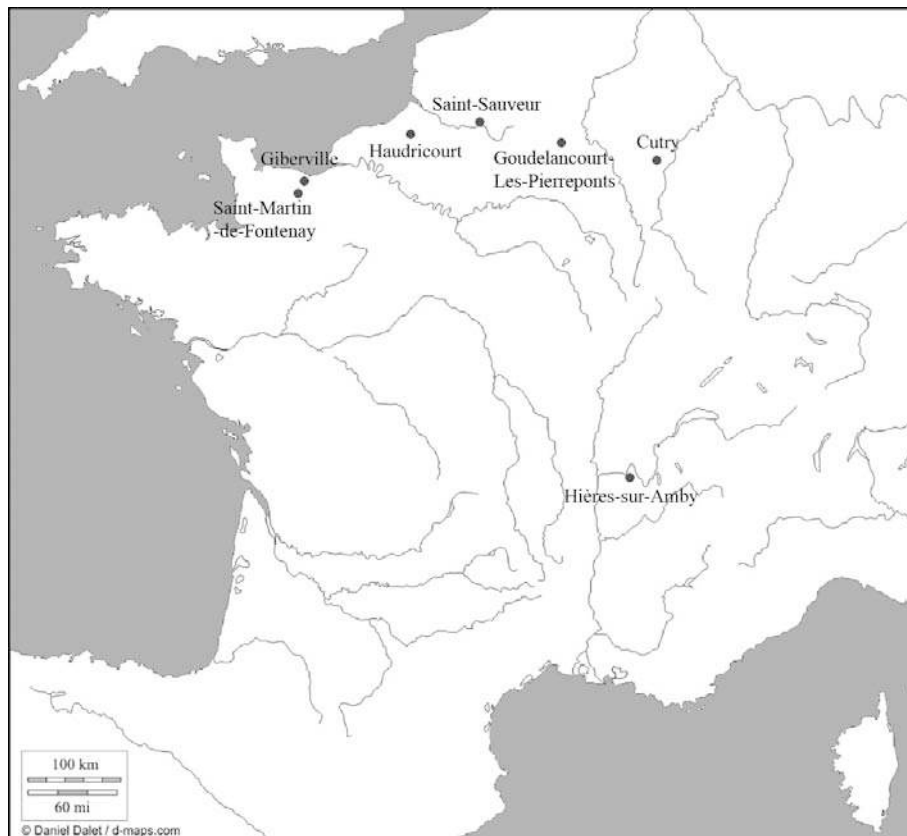 Saint-Sauveur
Haudricourt
Goudelancourt-
Les-Pierreponts
Cutry
Giberville
Saint-Martin
-de-Fontenay
Hières-sur-Amby
100 km
60 mi
© Daniel Dalet / d-maps.com